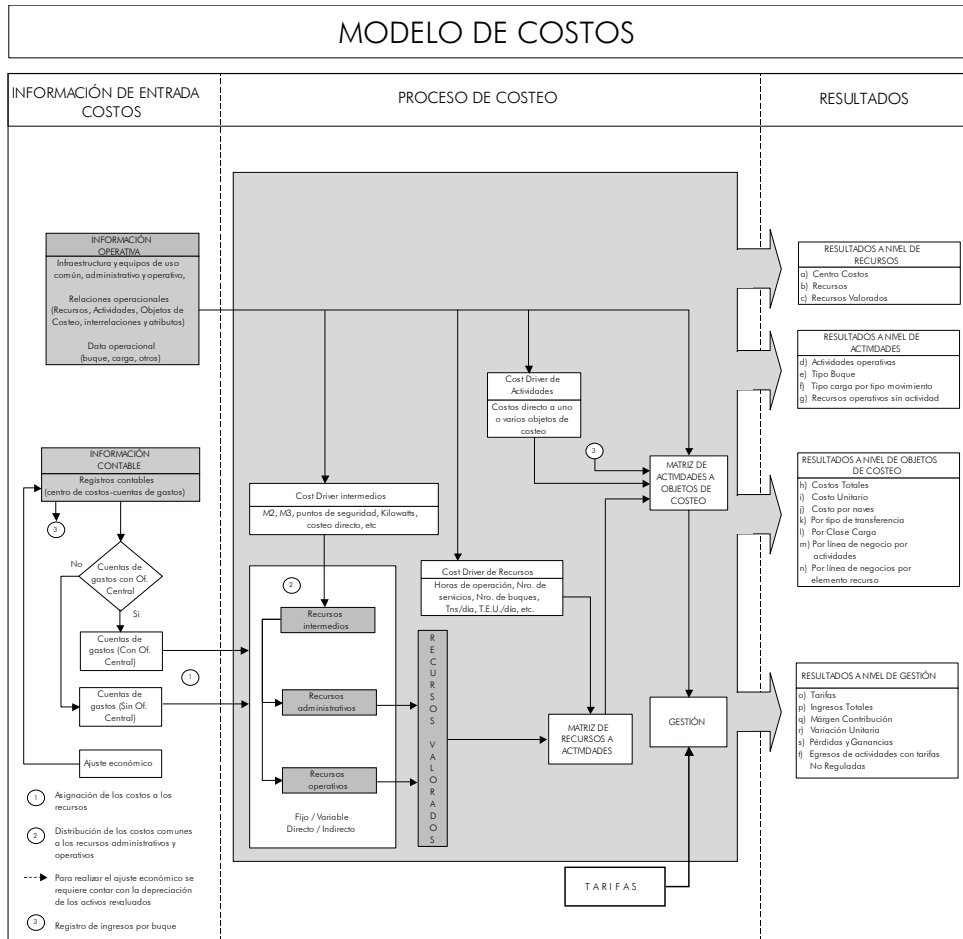 MODELO DE COSTOS
INFORMACIÓN DE ENTRADA
COSTOS
PROCESO DE COSTEO
RESULTADOS
INFORMACIÓN
OPERATIVA
Infraestructura y equipos de uso
común, administrativo y operativo,
Relaciones operacionales
(Recursos, Actividades, Objetos de
Costeo, interrelaciones y atributos)
Data operacional
(buque, carga, otros)
INFORMACIÓN
CONTABLE
Registros contables
(centro de costos-cuentas de gastos)
3
No
Cuentas de
gastos con Of.
Central
Si
Cuentas de
gastos (Con Of.
Central)
1
Cuentas de
gastos (Sin Of.
Central)
Ajuste económico
1
Asignación de los costos a los
recursos
2
Distribución de los costos comunes
a los recursos administrativos y
operativos
Para realizar el ajuste económico se
requiere contar con la depreciación
de los activos revaluados
3
Registro de ingresos por buque
Cost Driver de
Actividades
Costos directo a uno
o varios objetos de
costeo
3
MATRIZ DE
ACTIVIDADES A
OBJETOS DE
COSTEO
Cost Driver intermedios
M2, M3, puntos de seguridad, Kilowatts,
costeo directo, etc
Cost Driver de Recursos
Horas de operación, Nro. de
servicios, Nro. de buques,
Tns/día, T.E.U./día, etc.
2
Recursos
intermedios
Recursos
administrativos
Recursos
operativos
Fijo / Variable
Directo / Indirecto
RECURSOS VALORADOS
MATRIZ DE
RECURSOS A
ACTIVIDADES
GESTIÓN
TARIFAS
RESULTADOS A NIVEL DE
RECURSOS
a) Centro Costos
b) Recursos
c) Recursos Valorados
RESULTADOS A NIVEL DE
ACTIVIDADES
d) Actividades operativas
e) Tipo Buque
f) Tipo carga por tipo movimiento
g) Recursos operativos sin actividad
RESULTADOS A NIVEL DE OBJETOS
DE COSTEO
h) Costos Totales
i) Costo Unitario
j) Costo por naves
k) Por tipo de transferencia
l) Por Clase Carga
m) Por línea de negocio por
actividades
n) Por línea de negocios por
elemento recurso
RESULTADOS A NIVEL DE GESTIÓN
o) Tarifas
p) Ingresos Totales
q) Márgen Contribución
r) Variación Unitaria
s) Pérdidas y Ganancias
t) Egresos de actividades con tarifas
No Reguladas